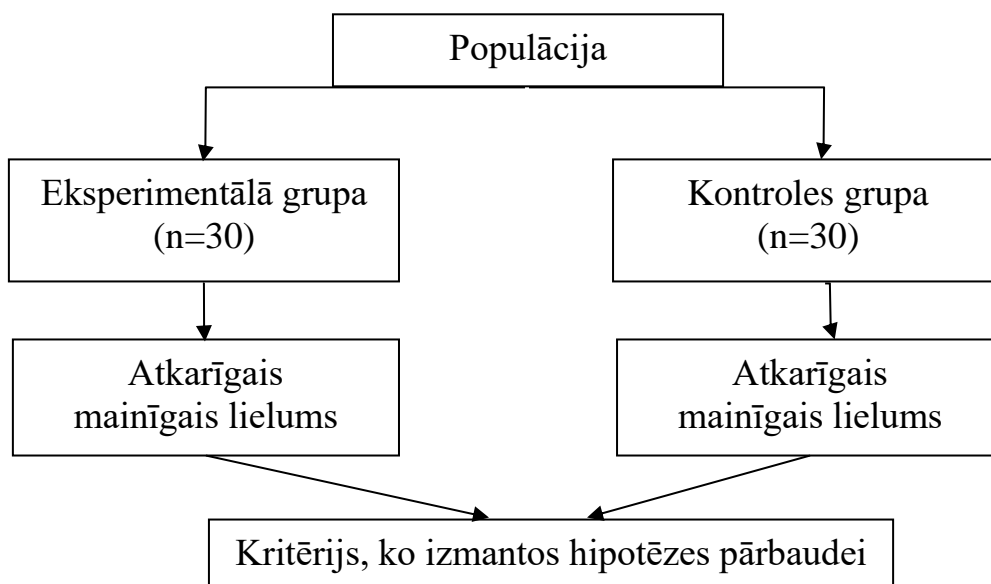 Populācija
Eksperimentālā grupa
(n=30)
Kontroles grupa
(n=30)
Atkarīgais
mainīgais lielums
Atkarīgais
mainīgais lielums
Kritērijs, ko izmantos hipotēzes pārbaudei